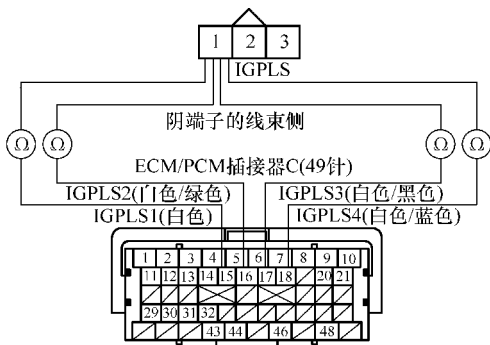 1 2 3
IGPLS
Ω Ω Ω Ω
阴端子的线束侧
ECM/PCM插接器C(49针)
IGPLS2(白色/绿色) IGPLS3(白色/黑色)
IGPLS1(白色) IGPLS4(白色/蓝色)
1 2 3 4 5 6 7 8 9 10
11 12 13 14 15 16 17 18 20 21
29 30 31 32
43 44 46 48